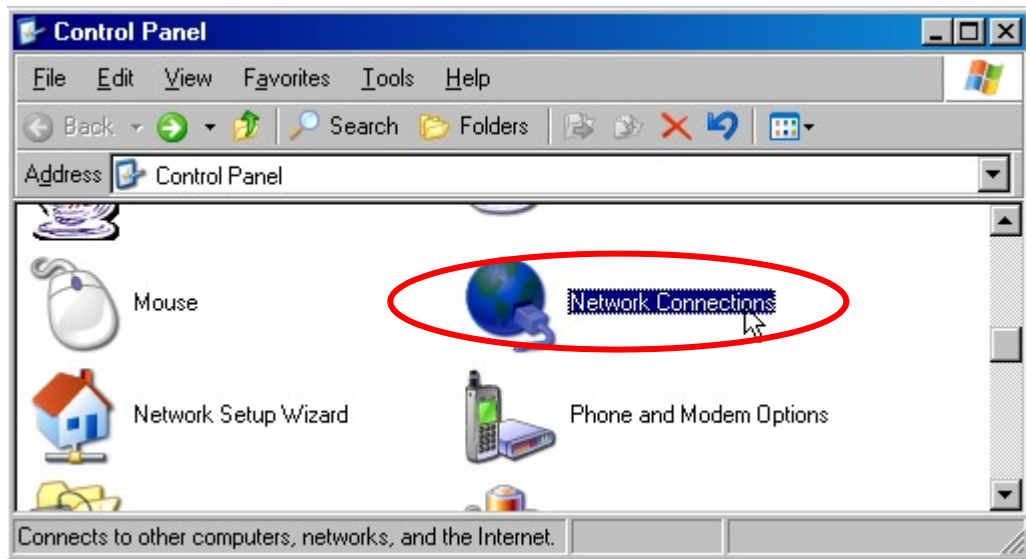 Control Panel
File Edit View Favorites Tools Help
Back Search Folders
Address Control Panel
Mouse Network Connections
Network Setup Wizard Phone and Modem Options
Connects to other computers, networks, and the Internet.